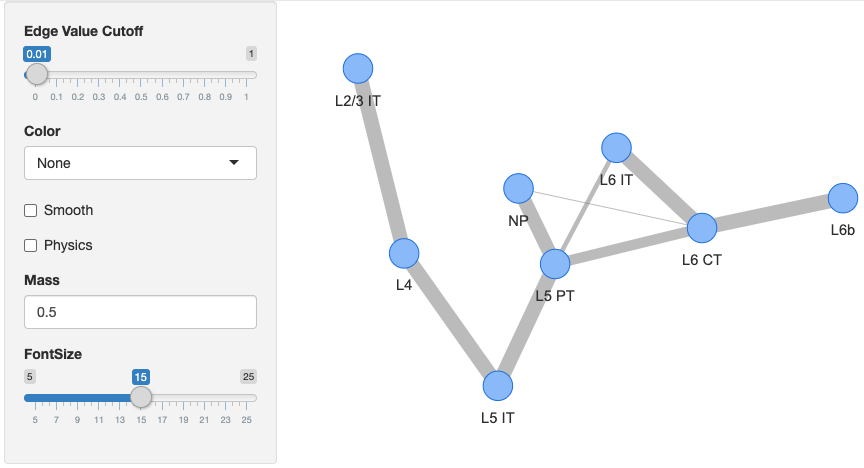 Edge Value Cutoff
0.01 1
0 0.1 0.2 0.3 0.4 0.5 0.6 0.7 0.8 0.9 1
Color
None
Smooth
Physics
Mass
0.5
FontSize
5 15 25
5 7 9 11 13 15 17 19 21 23 25
L2/3 IT
L6 IT
NP
L6b
L6 CT
L4
L5 PT
L5 IT